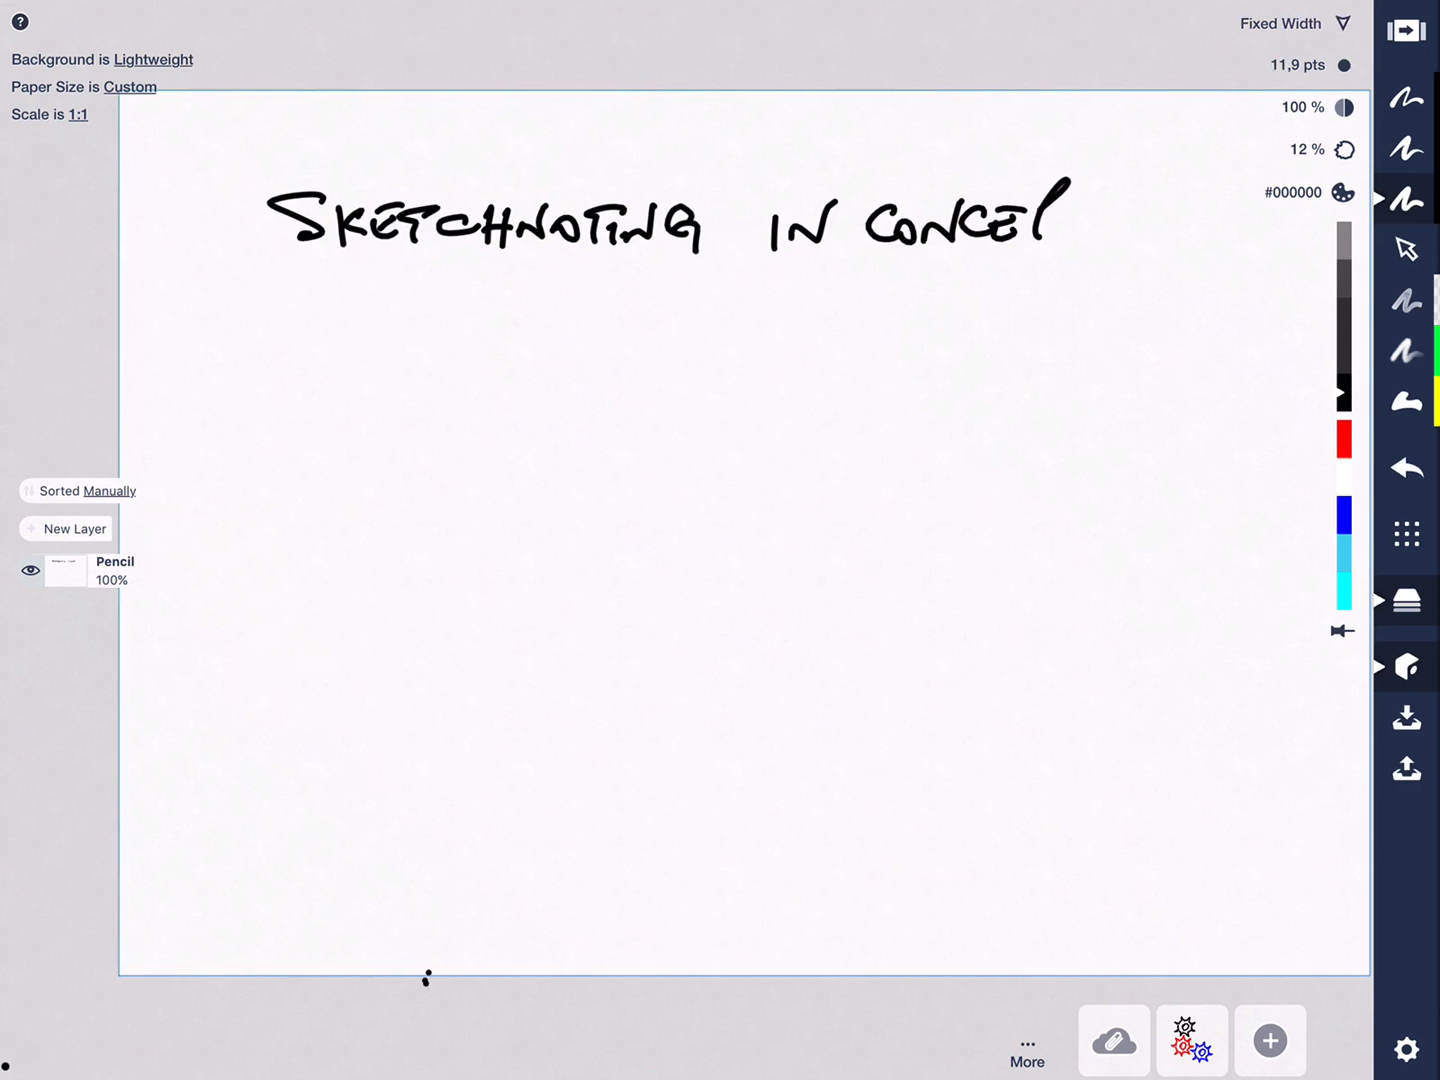 ?
Fixed Width
Background is Lightweight
11,9 pts
Paper Size is Custom
100 %
Scale is 1:1
12 %
#000000
SKETCHNOTING IN CONCE
Sorted Manually
+ New Layer
Pencil
100%
...
More
+